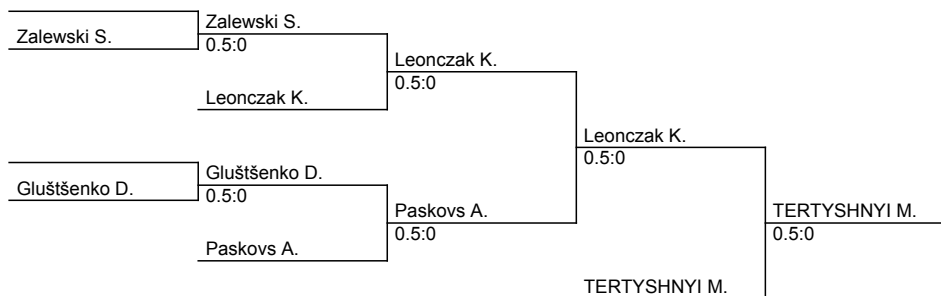 Zalewski S.
Zalewski S.
0.5:0
Leonczak K.
0.5:0
Leonczak K.
Leonczak K.
0.5:0
Gluštšenko D.
Gluštšenko D.
0.5:0
Paskovs A.
0.5:0
TERTYSHNYI M.
0.5:0
Paskovs A.
TERTYSHNYI M.